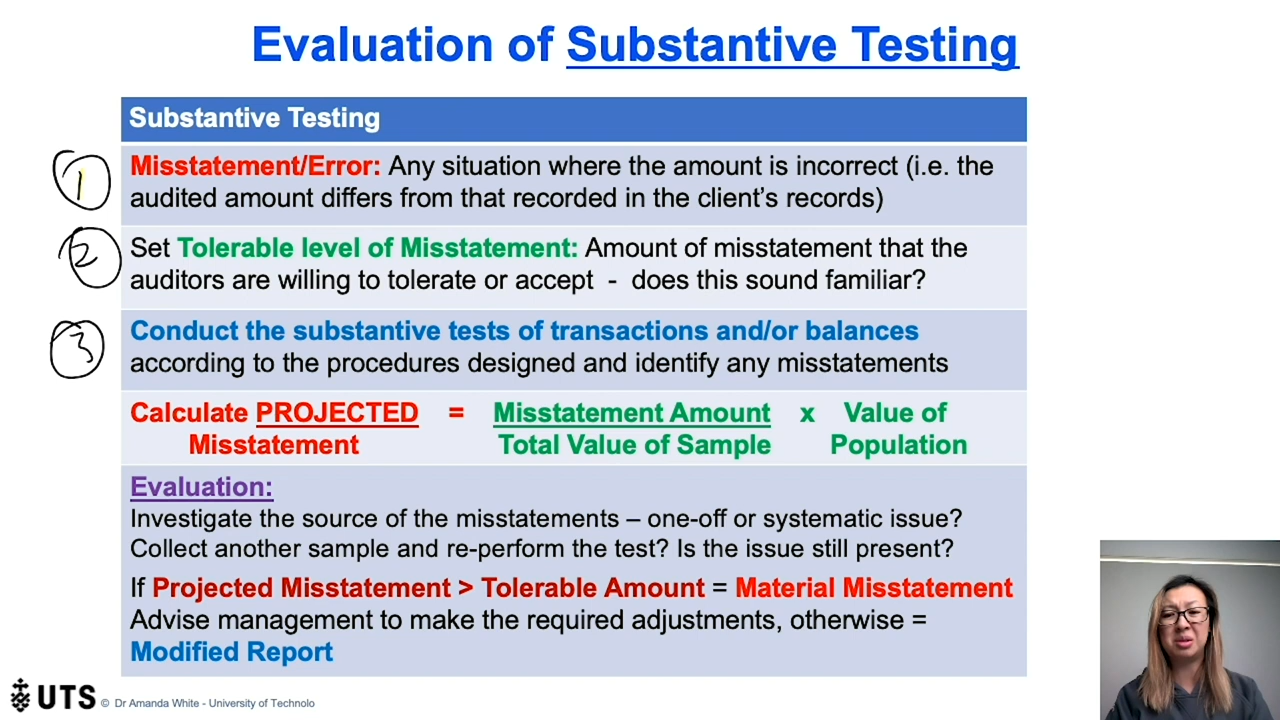 Evaluation of Substantive Testing
Substantive Testing
1
Misstatement/Error: Any situation where the amount is incorrect (i.e. the
audited amount differs from that recorded in the client's records)
2
Set Tolerable level of Misstatement: Amount of misstatement that the
auditors are willing to tolerate or accept - does this sound familiar?
3
Conduct the substantive tests of transactions and/or balances
according to the procedures designed and identify any misstatements
Calculate PROJECTED = Misstatement Amount x Value of
Misstatement Total Value of Sample Population
Evaluation:
Investigate the source of the misstatements – one-off or systematic issue?
Collect another sample and re-perform the test? Is the issue still present?
If Projected Misstatement > Tolerable Amount = Material Misstatement
Advise management to make the required adjustments, otherwise =
Modified Report
UTS © Dr Amanda White - University of Technolo